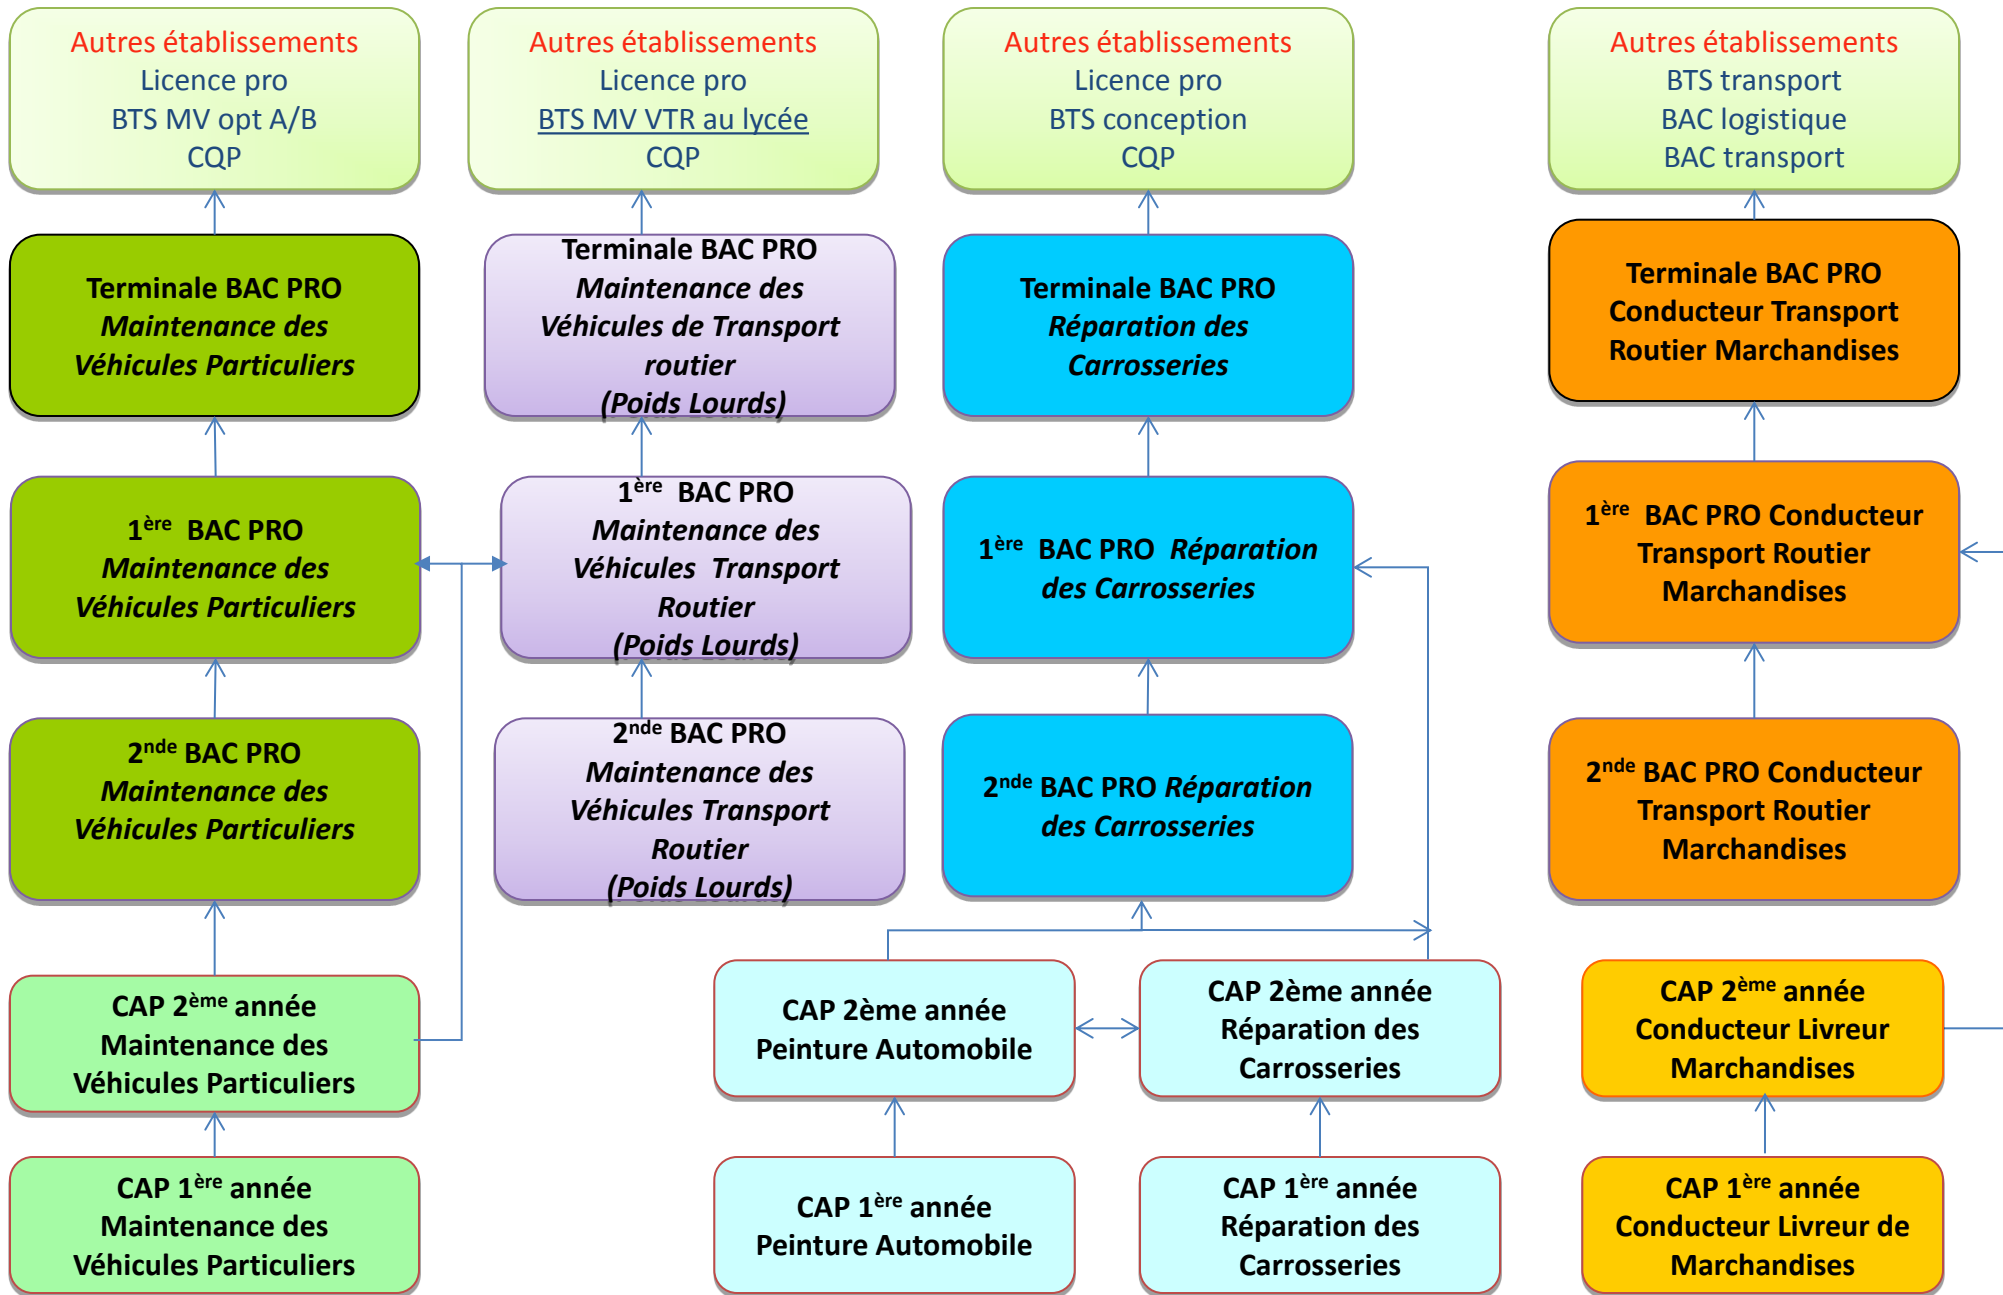 Autres établissements
Licence pro
BTS MV opt A/B
CQP
Autres établissements
Licence pro
BTS MV VTR au lycée
CQP
Autres établissements
Licence pro
BTS conception
CQP
Autres établissements
BTS transport
BAC logistique
BAC transport
Terminale BAC PRO
Maintenance des
Véhicules Particuliers
Terminale BAC PRO
Maintenance des
Véhicules de Transport
routier
(Poids Lourds)
Terminale BAC PRO
Réparation des
Carrosseries
Terminale BAC PRO
Conducteur Transport
Routier Marchandises
1ère BAC PRO
Maintenance des
Véhicules Particuliers
1ère BAC PRO
Maintenance des
Véhicules Transport
Routier
(Poids Lourds)
1ère BAC PRO Réparation
des Carrosseries
1ère BAC PRO Conducteur
Transport Routier
Marchandises
2nde BAC PRO
Maintenance des
Véhicules Particuliers
2nde BAC PRO
Maintenance des
Véhicules Transport
Routier
(Poids Lourds)
2nde BAC PRO Réparation
des Carrosseries
2nde BAC PRO Conducteur
Transport Routier
Marchandises
CAP 2ème année
Maintenance des
Véhicules Particuliers
CAP 2ème année
Peinture Automobile
CAP 2ème année
Réparation des
Carrosseries
CAP 2ème année
Conducteur Livreur
Marchandises
CAP 1ère année
Maintenance des
Véhicules Particuliers
CAP 1ère année
Peinture Automobile
CAP 1ère année
Réparation des
Carrosseries
CAP 1ère année
Conducteur Livreur de
Marchandises